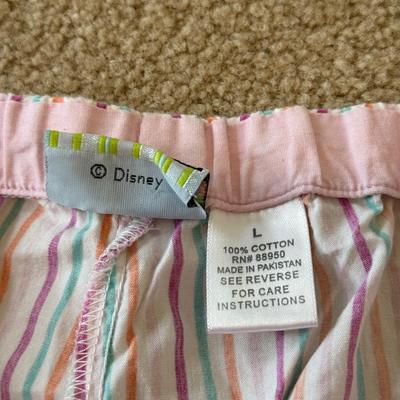 © Disney
L
100% COTTON
RN# 88950
MADE IN PAKISTAN
SEE REVERSE
FOR CARE
INSTRUCTIONS